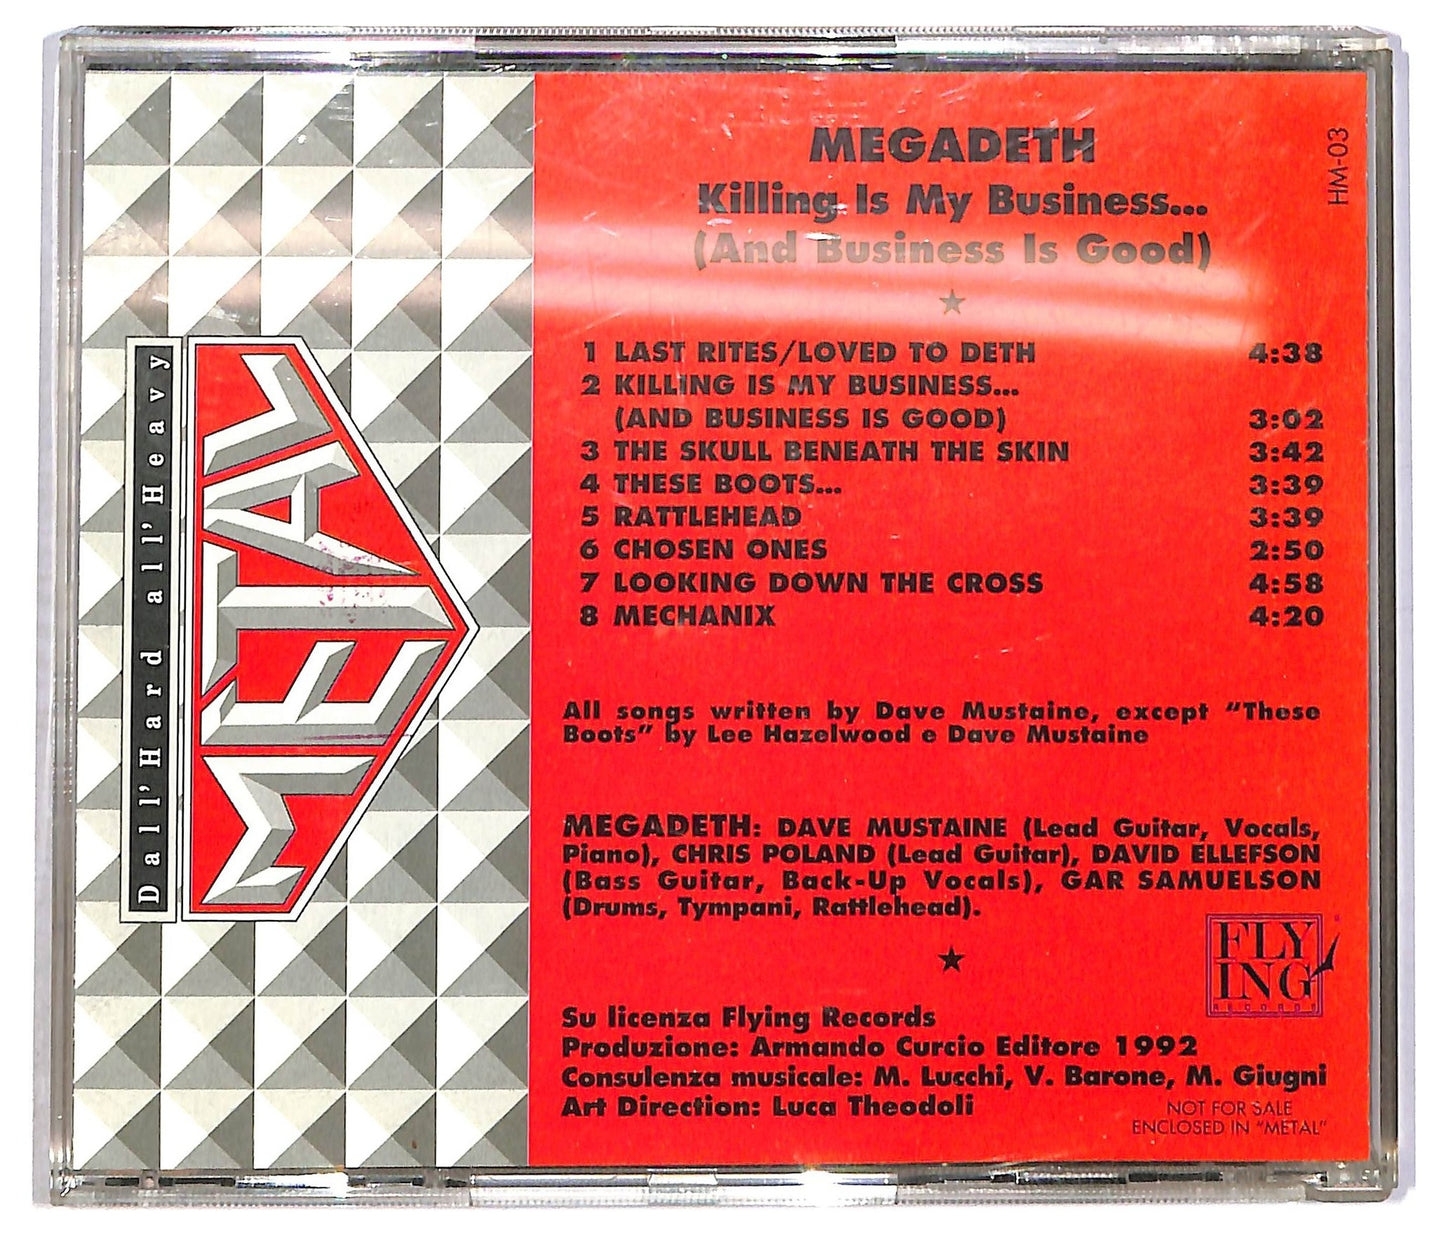 Dall'Hard all'Heavy
METAL
MEGADETH
Killing Is My Business...
(And Business Is Good)
HM-03
1 LAST RITES/LOVED TO DETH 4:38
2 KILLING IS MY BUSINESS...
(AND BUSINESS IS GOOD) 3:02
3 THE SKULL BENEATH THE SKIN 3:42
4 THESE BOOTS... 3:39
5 RATTLEHEAD 3:39
6 CHOSEN ONES 2:50
7 LOOKING DOWN THE CROSS 4:58
8 MECHANIX 4:20
All songs written by Dave Mustaine, except "These
Boots" by Lee Hazelwood e Dave Mustaine
MEGADETH: DAVE MUSTAINE (Lead Guitar, Vocals,
Piano), CHRIS POLAND (Lead Guitar), DAVID ELLEFSON
(Bass Guitar, Back-Up Vocals), GAR SAMUELSON
(Drums, Tympani, Rattlehead).
FLY
ING
RECORDS
Su licenza Flying Records
Produzione: Armando Curcio Editore 1992
Consulenza musicale: M. Lucchi, V. Barone, M. Giugni
Art Direction: Luca Theodoli
NOT FOR SALE
ENCLOSED IN "METAL"